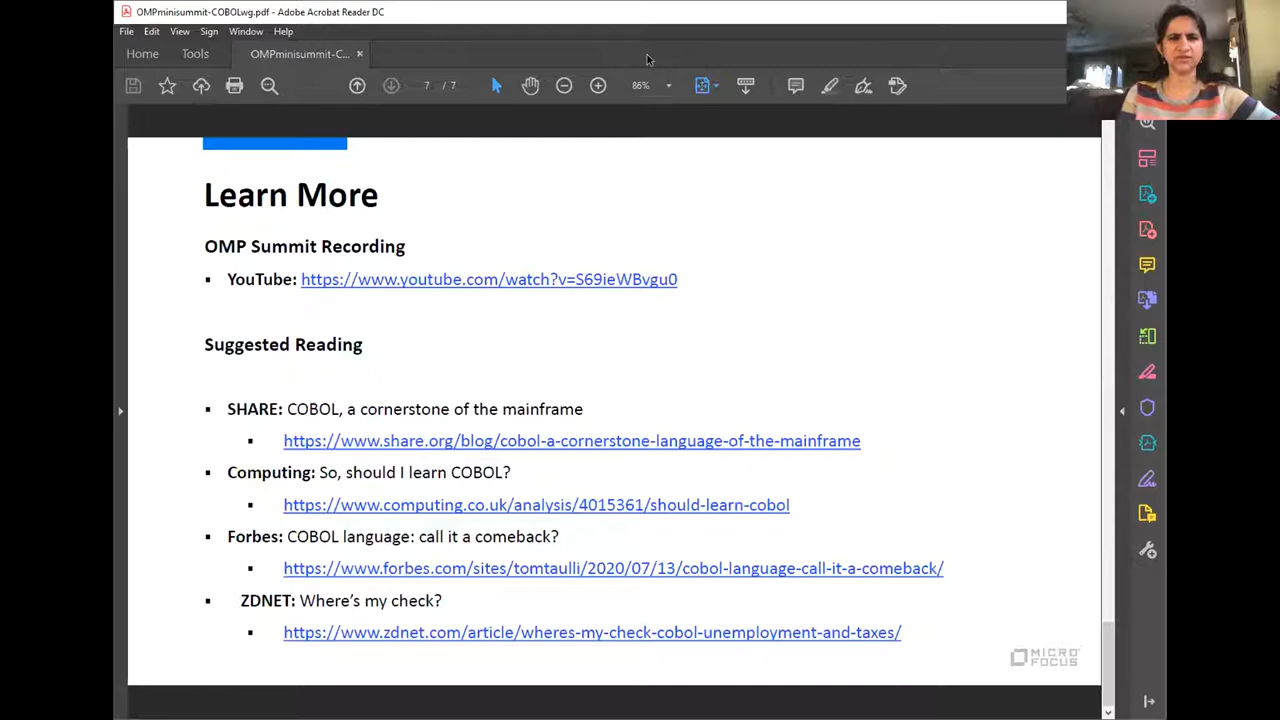 OMPminisummit-COBOLwg.pdf - Adobe Acrobat Reader DC
File Edit View Sign Window Help
Home Tools OMPminisummit-C... ×
7 / 7 86%
Learn More
OMP Summit Recording
▪ YouTube: https://www.youtube.com/watch?v=S69ieWBvgu0
Suggested Reading
▪ SHARE: COBOL, a cornerstone of the mainframe
▪ https://www.share.org/blog/cobol-a-cornerstone-language-of-the-mainframe
▪ Computing: So, should I learn COBOL?
▪ https://www.computing.co.uk/analysis/4015361/should-learn-cobol
▪ Forbes: COBOL language: call it a comeback?
▪ https://www.forbes.com/sites/tomtaulli/2020/07/13/cobol-language-call-it-a-comeback/
▪ ZDNET: Where's my check?
▪ https://www.zdnet.com/article/wheres-my-check-cobol-unemployment-and-taxes/
MICRO
FOCUS